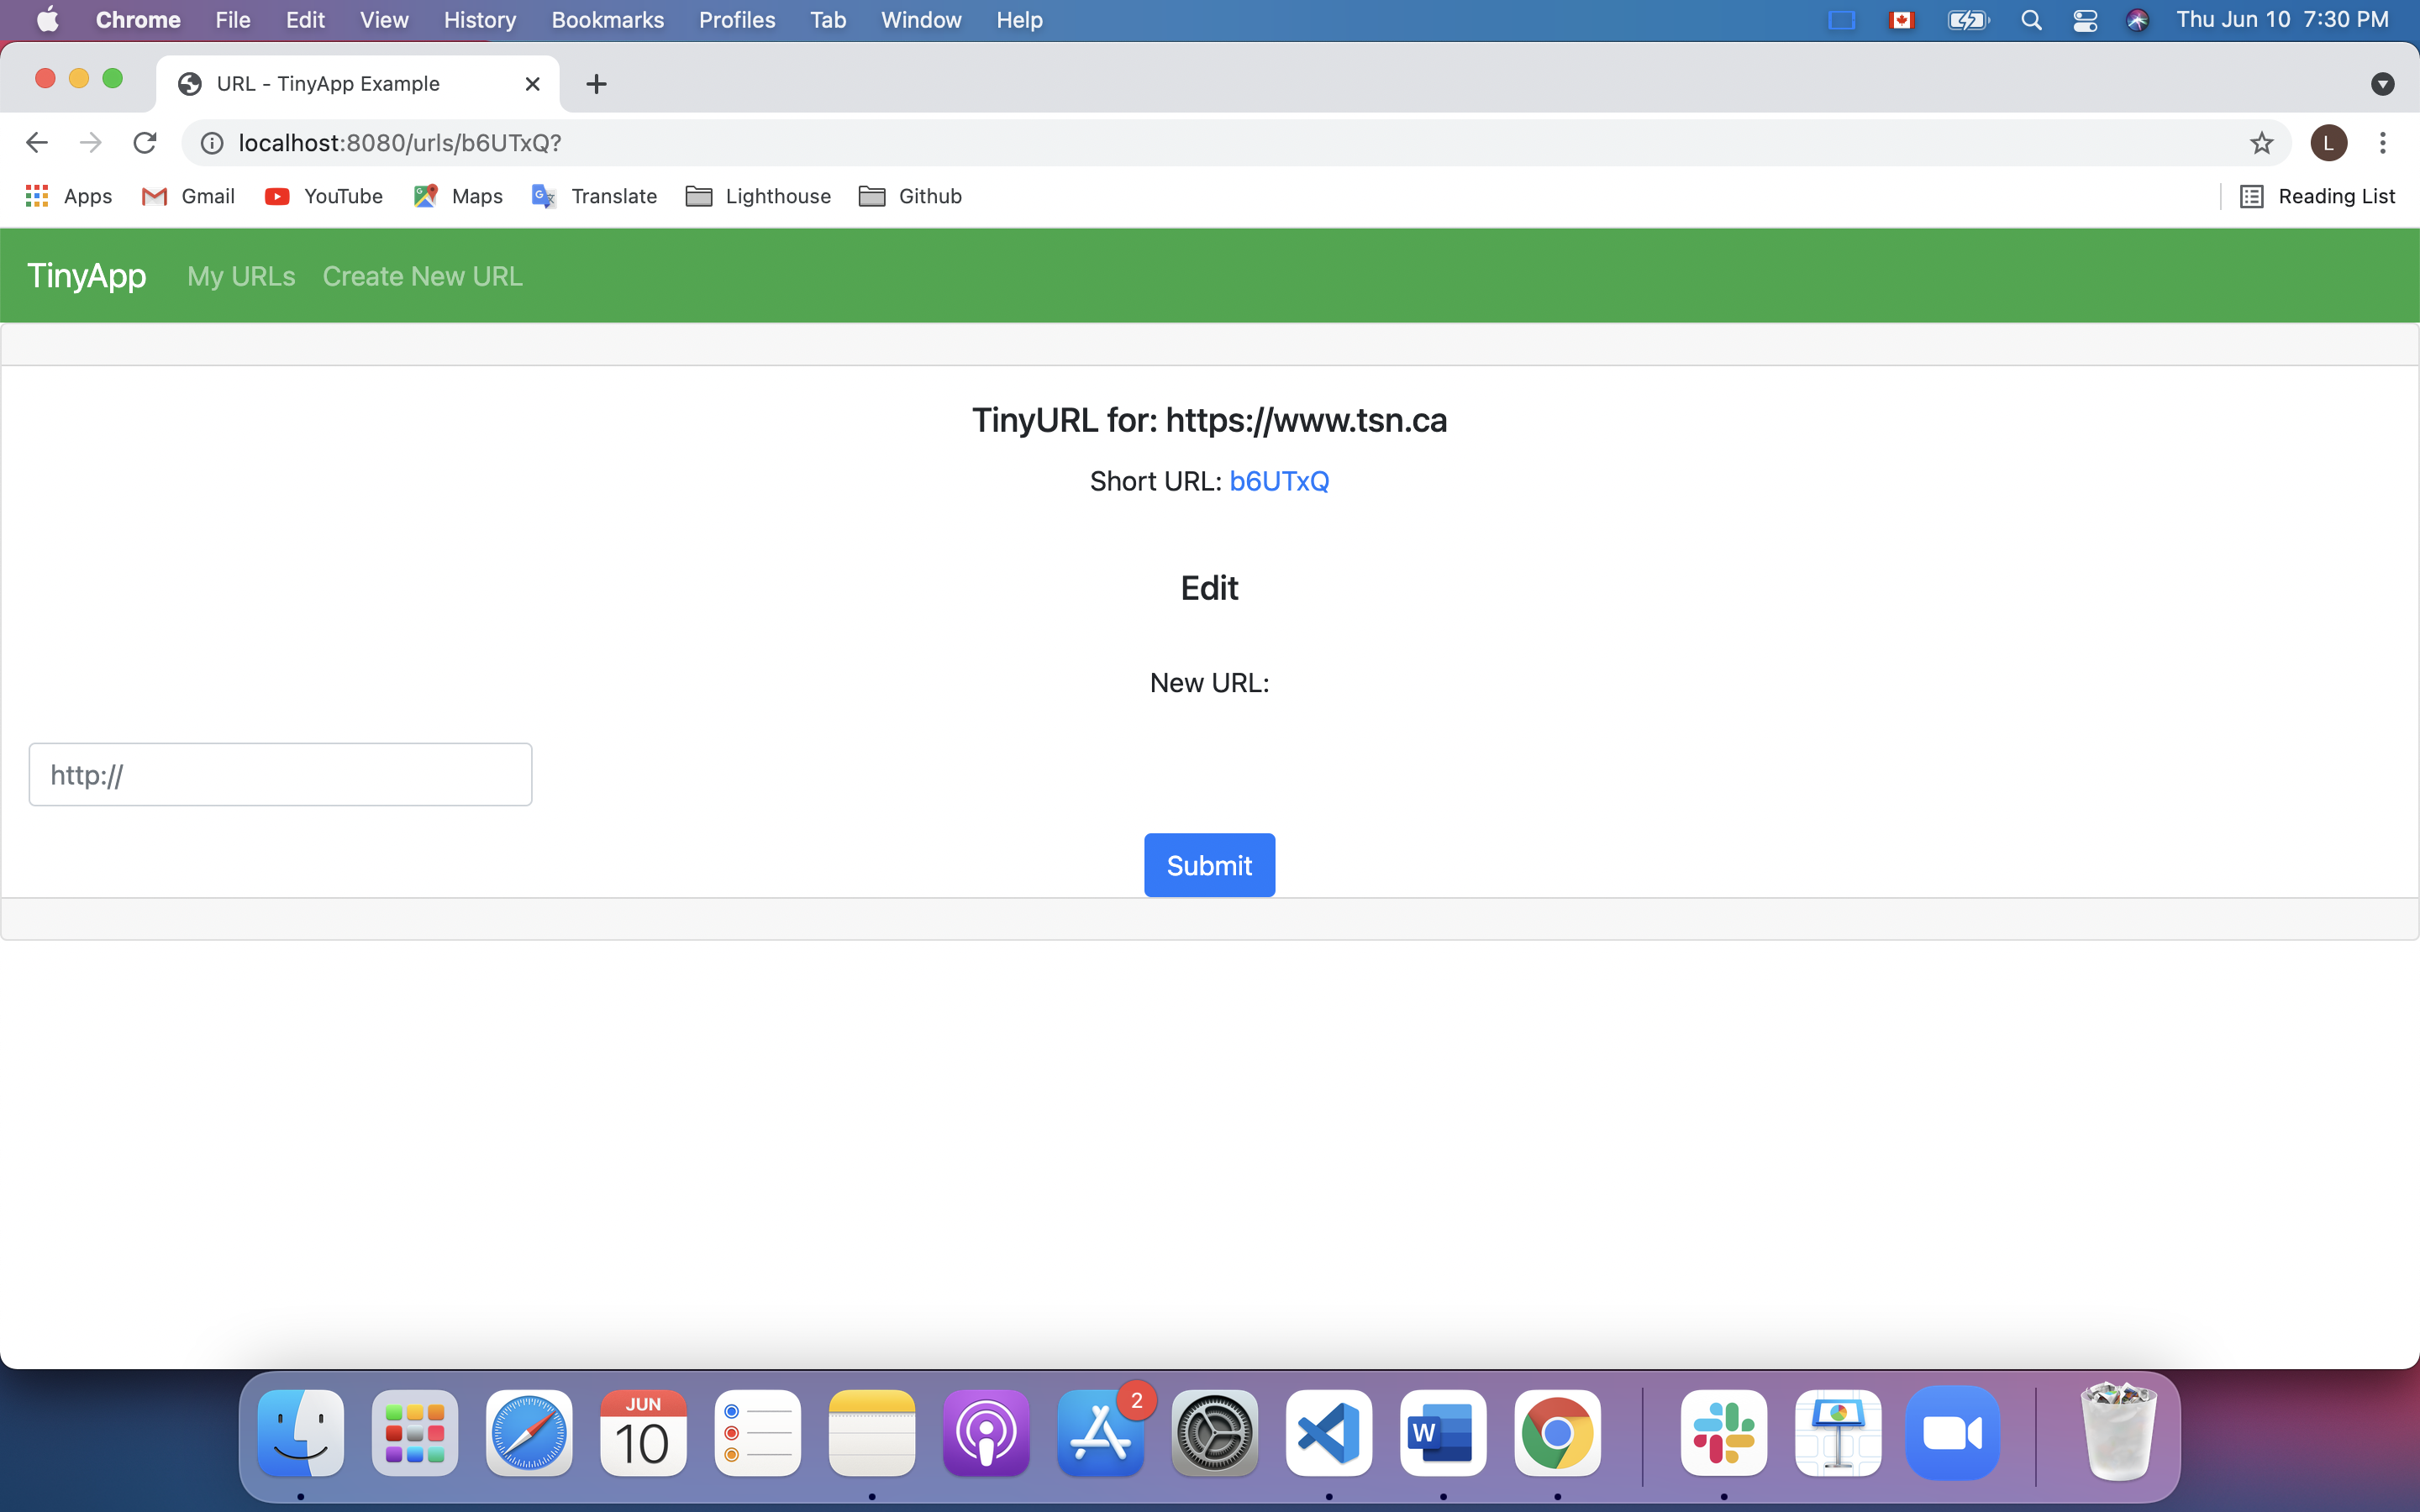 Chrome File Edit View History Bookmarks Profiles Tab Window Help Thu Jun 10 7:30 PM
URL - TinyApp Example
localhost:8080/urls/b6UTxQ? L
Apps Gmail YouTube Maps Translate Lighthouse Github Reading List
TinyApp My URLs Create New URL
TinyURL for: https://www.tsn.ca
Short URL: b6UTxQ
Edit
New URL:
http://
Submit
JUN 2
10 W